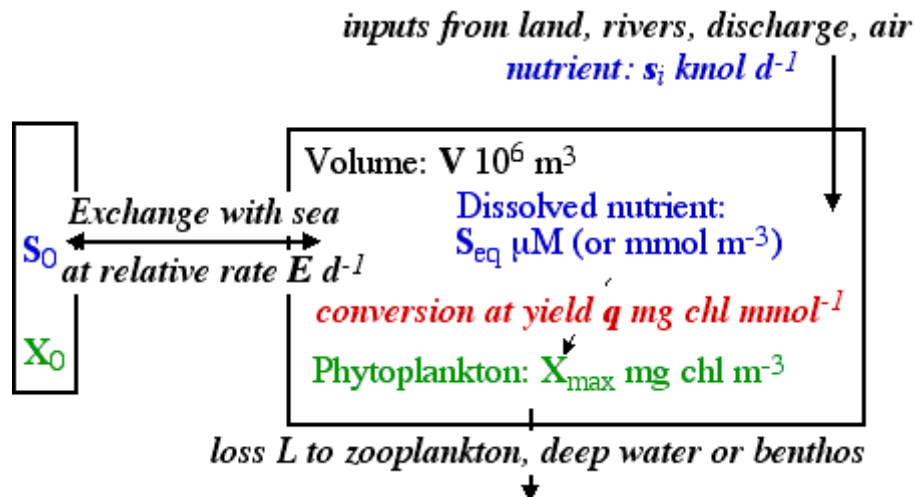 inputs from land, rivers, discharge, air
nutrient: sᵢ kmol d⁻¹
Volume: V 10⁶ m³
Dissolved nutrient:
Exchange with sea
S₀
S_eq μM (or mmol m⁻³)
at relative rate E d⁻¹
conversion at yield q mg chl mmol⁻¹
X₀
Phytoplankton: X_max mg chl m⁻³
loss L to zooplankton, deep water or benthos